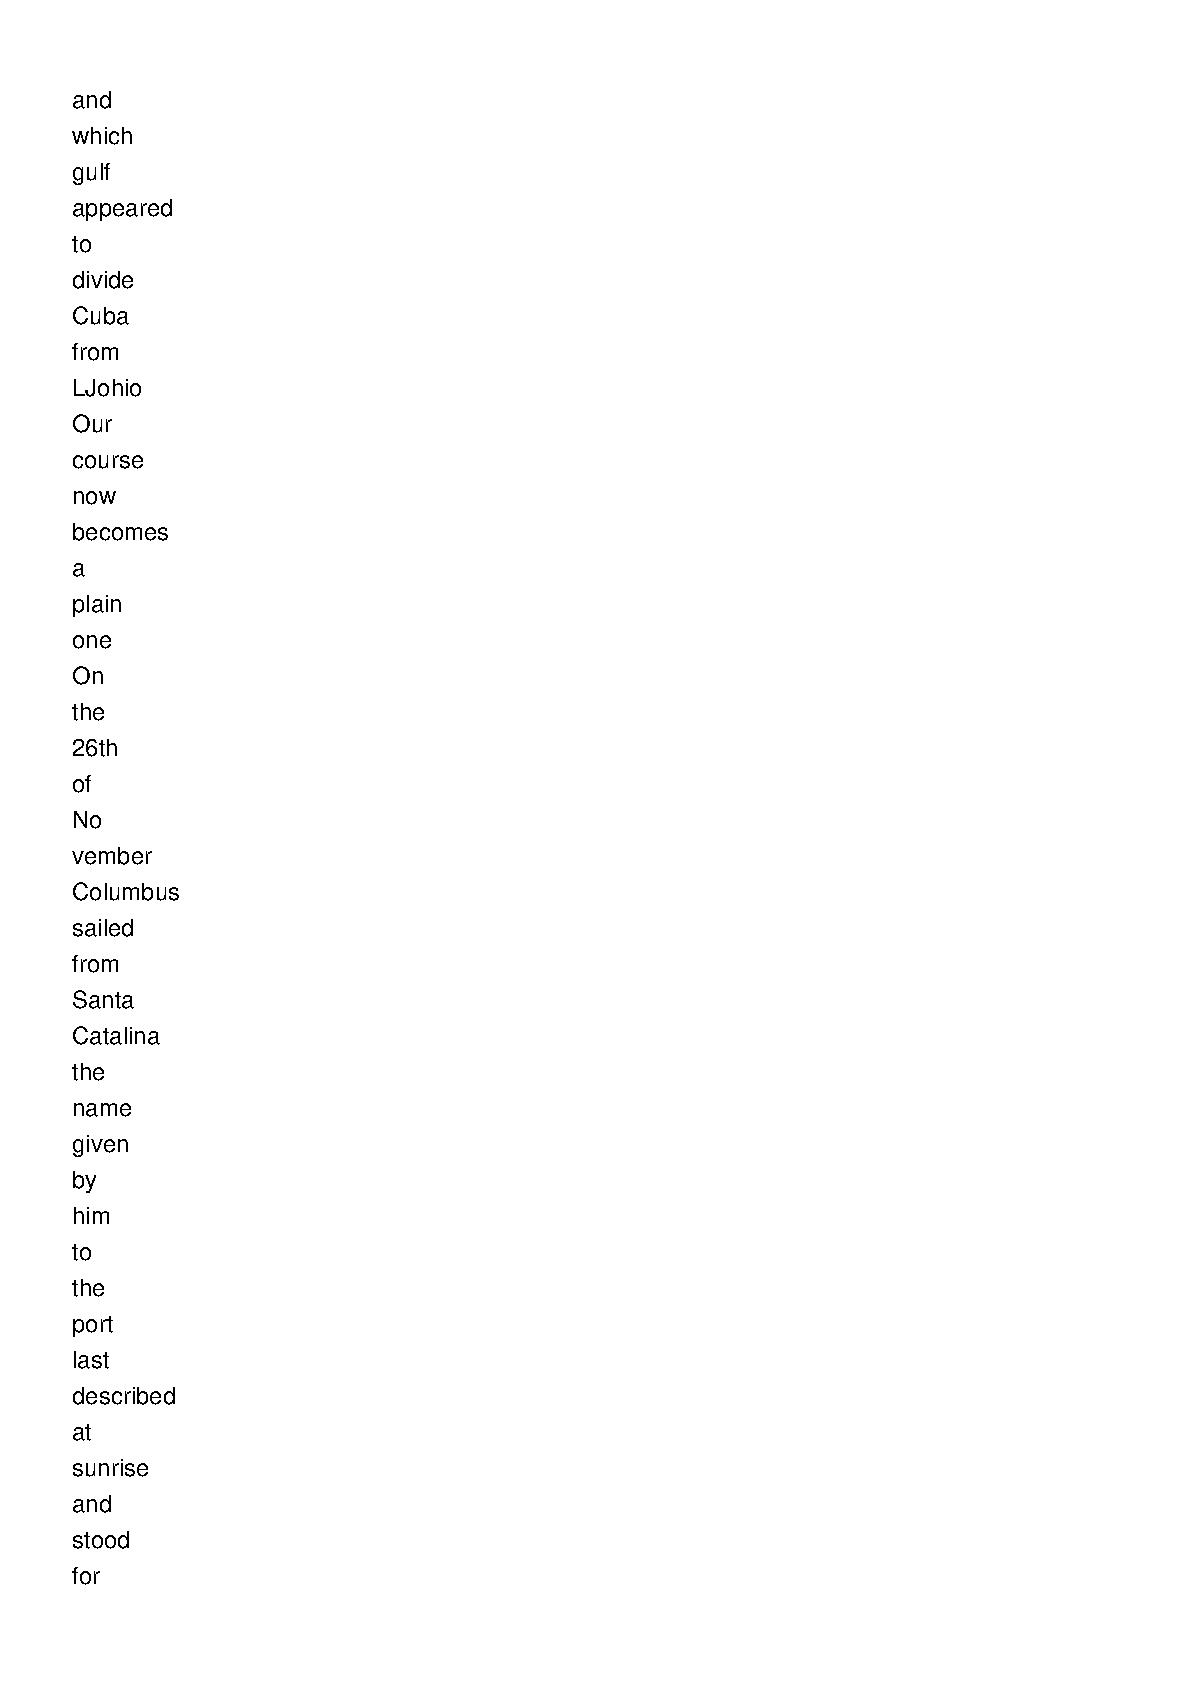 and
which
gulf
appeared
to
divide
Cuba
from
LJohio
Our
course
now
becomes
a
plain
one
On
the
26th
of
No
vember
Columbus
sailed
from
Santa
Catalina
the
name
given
by
him
to
the
port
last
described
at
sunrise
and
stood
for